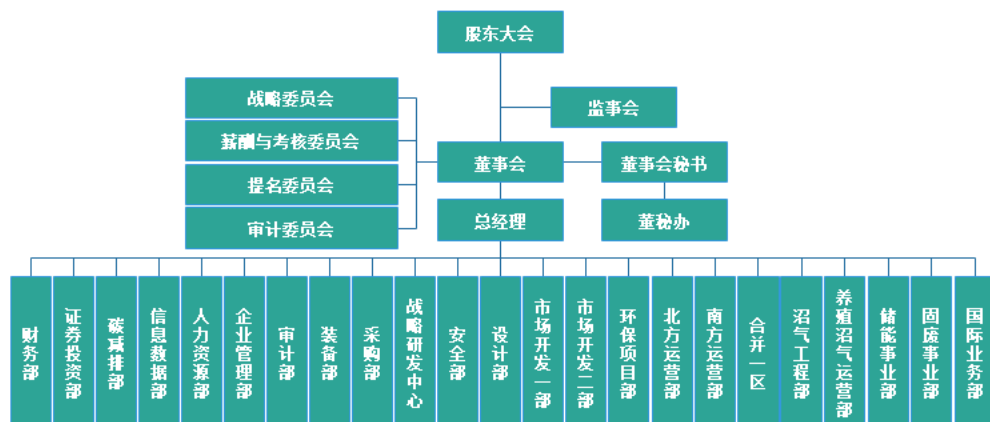 股东大会
战略委员会
监事会
薪酬与考核委员会
董事会
董事会秘书
提名委员会
审计委员会
总经理
董秘办
财务部
证券投资部
碳减排部
信息数据部
人力资源部
企业管理部
审计部
装备部
采购部
战略研发中心
安全部
设计部
市场开发一部
市场开发二部
环保项目部
北方运营部
南方运营部
合并一区
沼气工程部
养殖沼气运营部
储能事业部
固废事业部
国际业务部